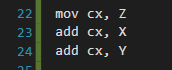 22 mov cx, Z
23 add cx, X
24 add cx, Y